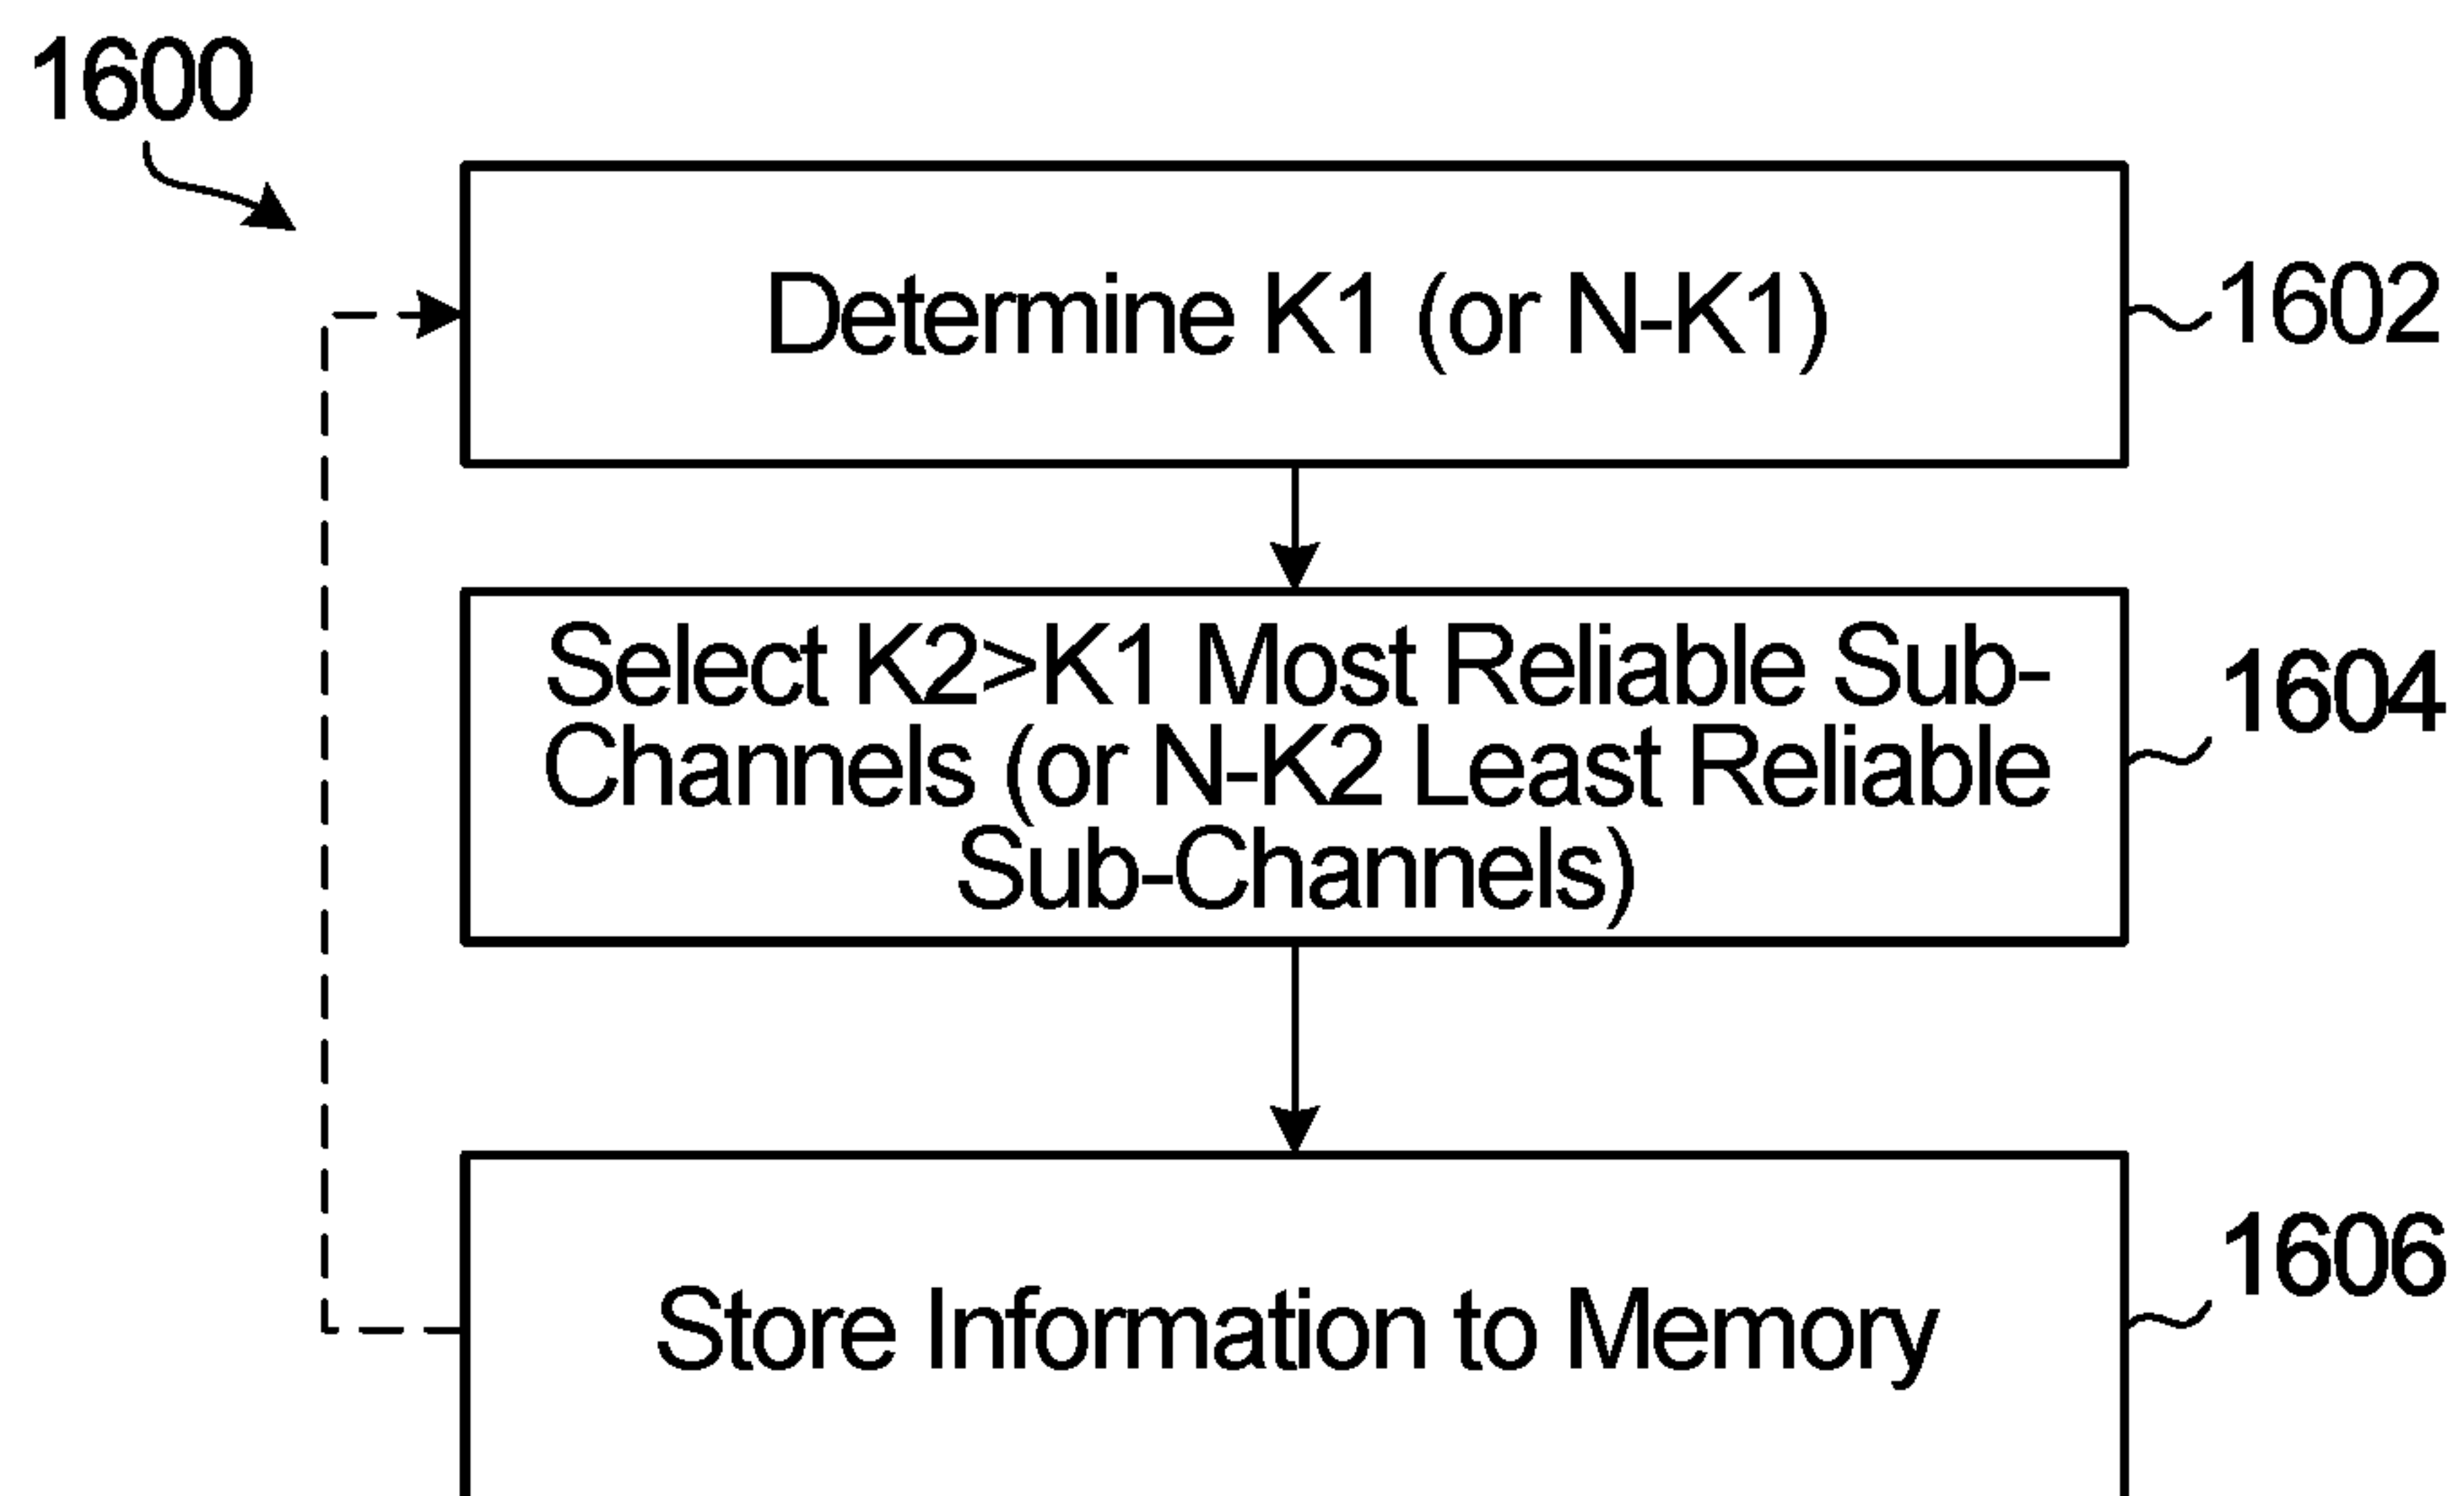 1600
Determine K1 (or N-K1)
1602
Select K2>K1 Most Reliable Sub-
Channels (or N-K2 Least Reliable
Sub-Channels)
1604
Store Information to Memory
1606